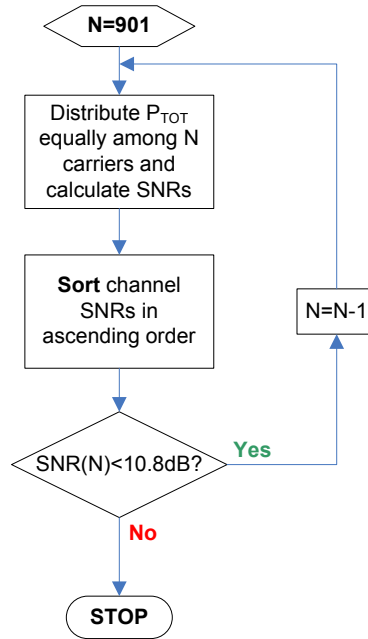 N=901
Distribute P_TOT
equally among N
carriers and
calculate SNRs
Sort channel
SNRs in
ascending order
N=N-1
SNR(N)<10.8dB?
Yes
No
STOP